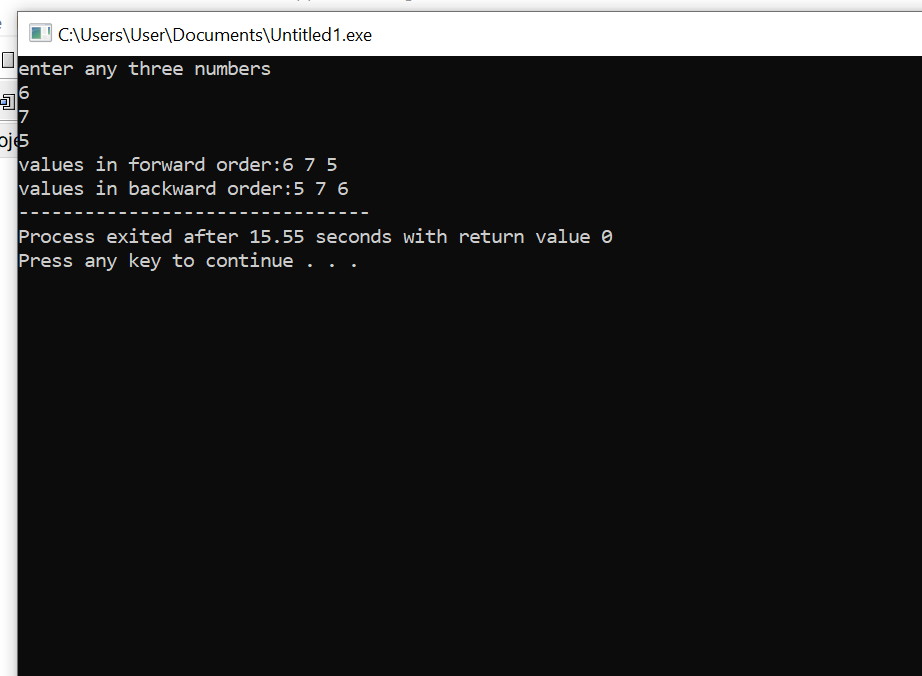 C:\Users\User\Documents\Untitled1.exe
enter any three numbers
6
7
5
values in forward order:6 7 5
values in backward order:5 7 6
--------------------------------
Process exited after 15.55 seconds with return value 0
Press any key to continue . . .